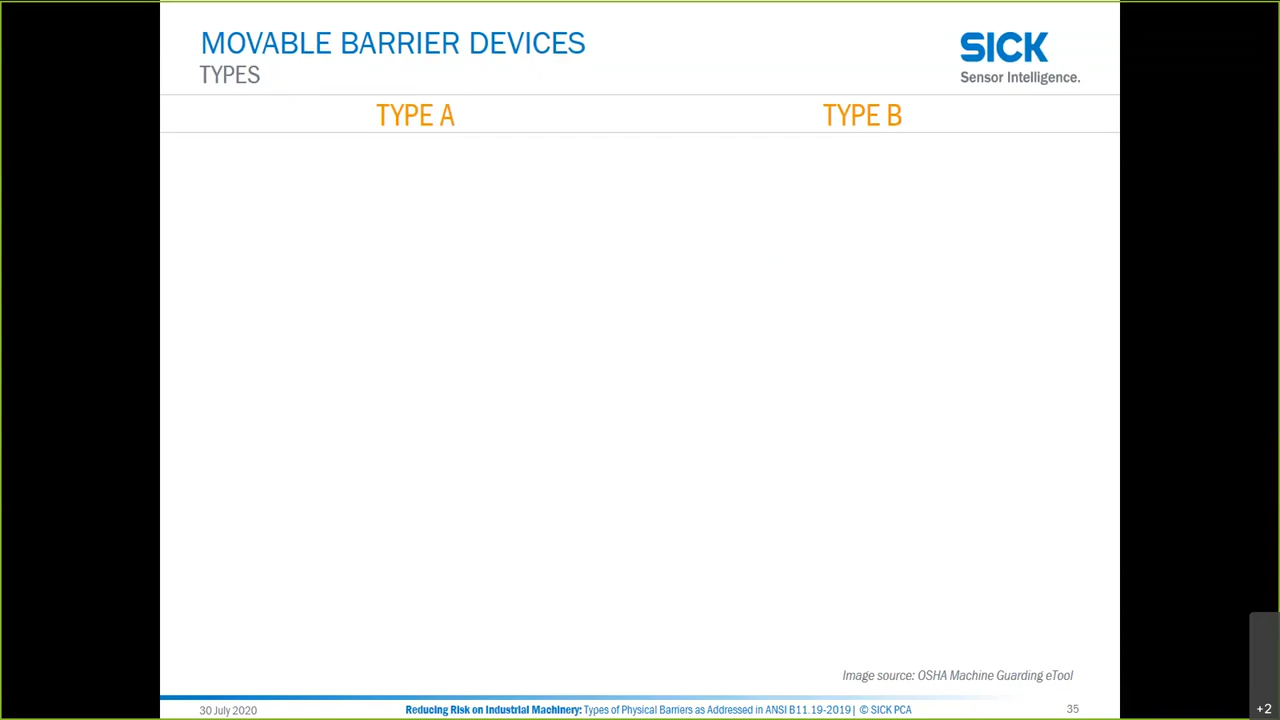 MOVABLE BARRIER DEVICES
TYPES
SICK
Sensor Intelligence.
TYPE A
TYPE B
Image source: OSHA Machine Guarding eTool
30 July 2020
Reducing Risk on Industrial Machinery: Types of Physical Barriers as Addressed in ANSI B11.19-2019| © SICK PCA
35
+2